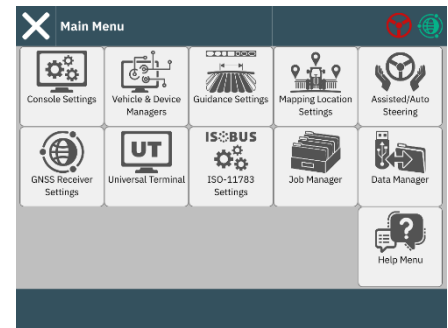 Main Menu
Console Settings
Vehicle & Device
Managers
Guidance Settings
Mapping Location
Settings
Assisted/Auto
Steering
GNSS Receiver
Settings
UT
Universal Terminal
ISOBUS
ISO-11783
Settings
Job Manager
Data Manager
Help Menu